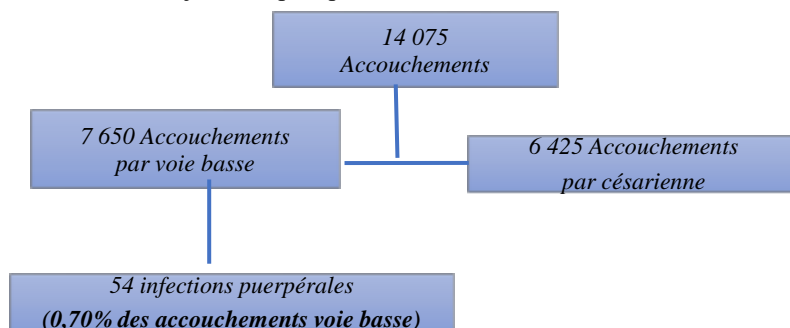 14 075
Accouchements
7 650 Accouchements
par voie basse
6 425 Accouchements
par césarienne
54 infections puerpérales
(0,70% des accouchements voie basse)